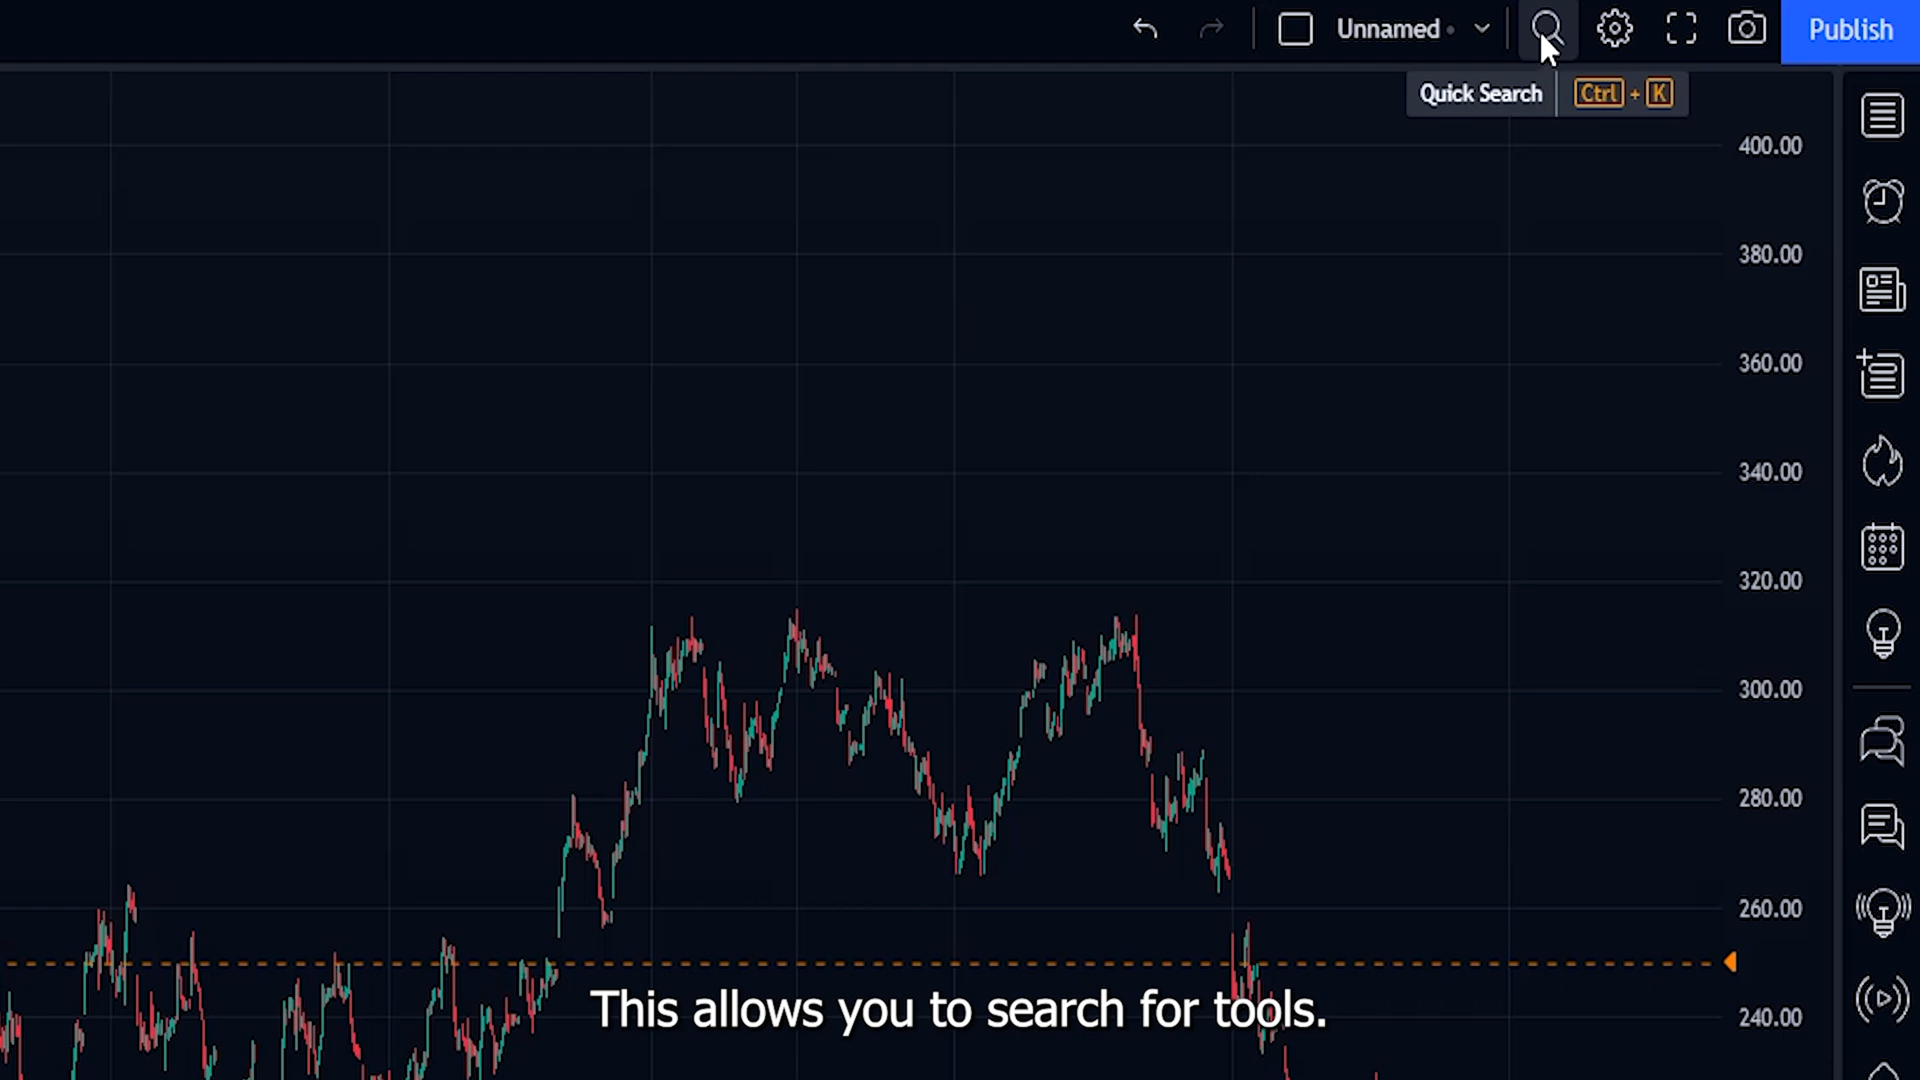 Unnamed
Publish
Quick Search
Ctrl + K
400.00
380.00
360.00
340.00
320.00
300.00
280.00
260.00
240.00
This allows you to search for tools.